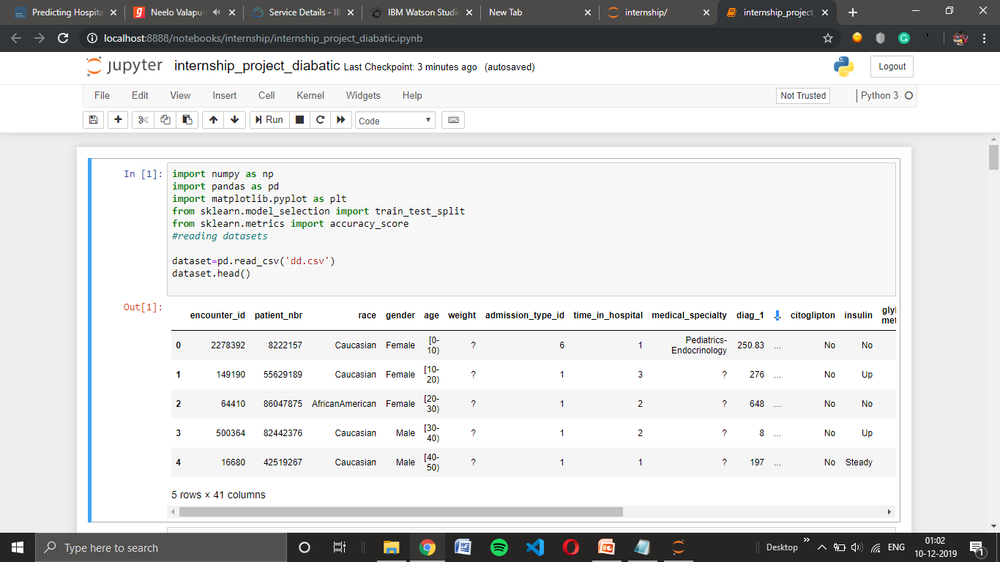 Predicting Hospita
Neelo Valapu-
Service Details - IB
IBM Watson Studi
New Tab
internship/
internship_project_
localhost:8888/notebooks/internship/internship_project_diabatic.ipynb
jupyter internship_project_diabatic Last Checkpoint: 3 minutes ago (autosaved)
Logout
File Edit View Insert Cell Kernel Widgets Help
Not Trusted
Python 3
Run
Code
In [1]:
import numpy as np
import pandas as pd
import matplotlib.pyplot as plt
from sklearn.model_selection import train_test_split
from sklearn.metrics import accuracy_score
#reading datasets
dataset=pd.read_csv('dd.csv')
dataset.head()
Out[1]:
encounter_id patient_nbr race gender age weight admission_type_id time_in_hospital medical_specialty diag_1 ... citoglipton insulin
0 2278392 8222157 Caucasian Female [0-10) ? 6 1 Pediatrics-Endocrinology 250.83 ... No No
1 149190 55629189 Caucasian Female [10-20) ? 1 3 ? 276 ... No Up
2 64410 86047875 AfricanAmerican Female [20-30) ? 1 2 ? 648 ... No No
3 500364 82442376 Caucasian Male [30-40) ? 1 2 ? 8 ... No Up
4 16680 42519267 Caucasian Male [40-50) ? 1 1 ? 197 ... No Steady
5 rows × 41 columns
Type here to search
Desktop
ENG
01:02
10-12-2019
1